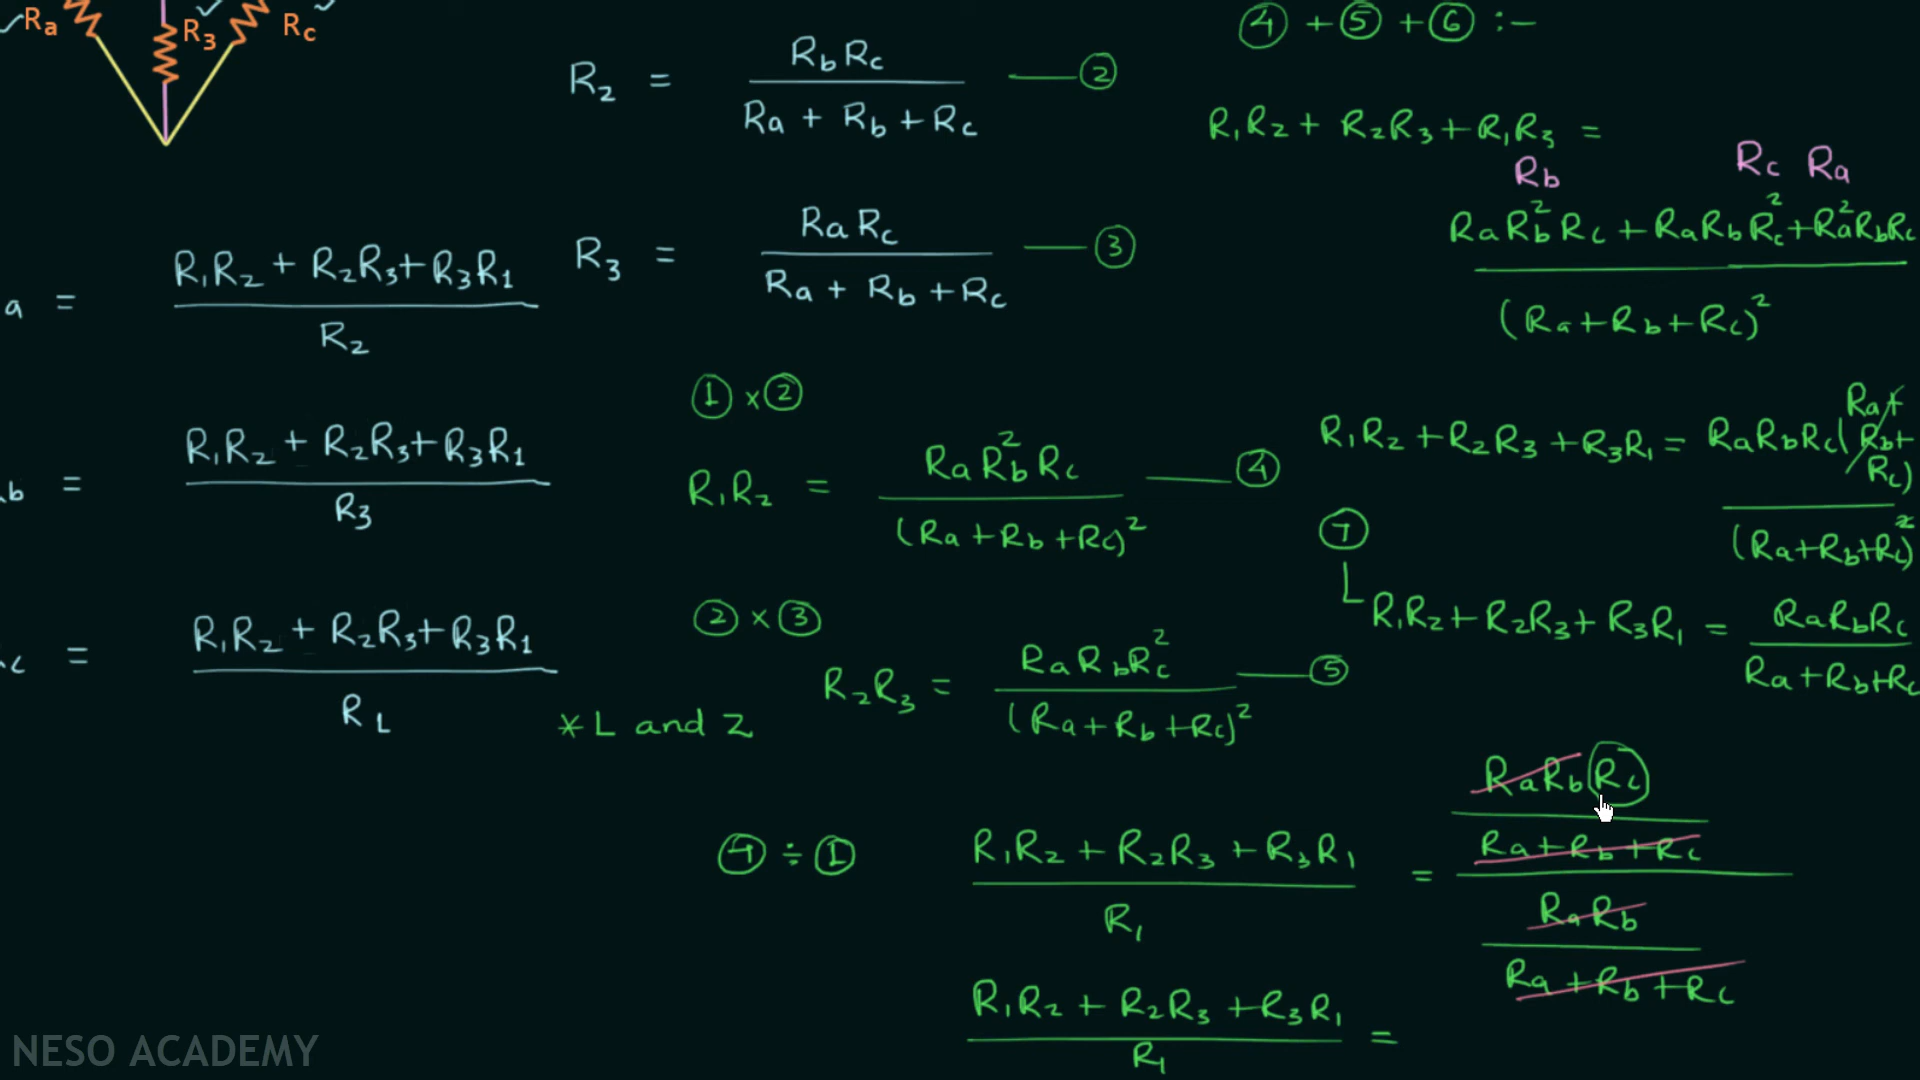 Ra R3 Rc
R2 = RbRc / (Ra + Rb + Rc) — ②
R3 = RaRc / (Ra + Rb + Rc) — ③
a = (R1R2 + R2R3 + R3R1) / R2
b = (R1R2 + R2R3 + R3R1) / R3
c = (R1R2 + R2R3 + R3R1) / RL
* L and 2
① x ②
R1R2 = RaRb²Rc / (Ra + Rb + Rc)² — ④
② x ③
R2R3 = RaRbRc² / (Ra + Rb + Rc)² — ⑤
④ + ⑤ + ⑥ :-
R1R2 + R2R3 + R1R3 =
Rb Rc Ra
(RaRb²Rc + RaRbRc² + Ra²RbRc) / (Ra + Rb + Rc)²
R1R2 + R2R3 + R3R1 = RaRbRc(Ra + Rb + Rc) / (Ra + Rb + Rc)²
⑦
R1R2 + R2R3 + R3R1 = RaRbRc / (Ra + Rb + Rc)
⑦ ÷ ①
(R1R2 + R2R3 + R3R1) / R1 = (RaRbRc / (Ra + Rb + Rc)) / (RaRb / (Ra + Rb + Rc))
(R1R2 + R2R3 + R3R1) / R1 =
NESO ACADEMY